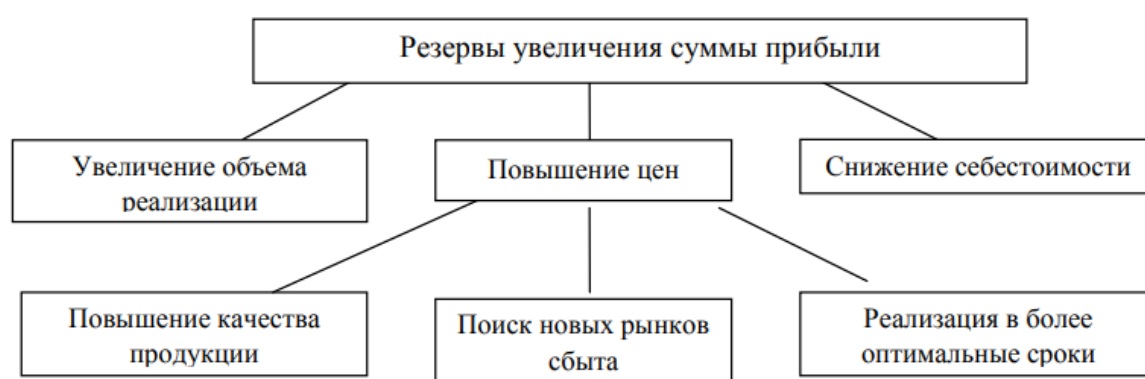 Резервы увеличения суммы прибыли
Увеличение объема
реализации
Повышение цен
Снижение себестоимости
Повышение качества
продукции
Поиск новых рынков
сбыта
Реализация в более
оптимальные сроки